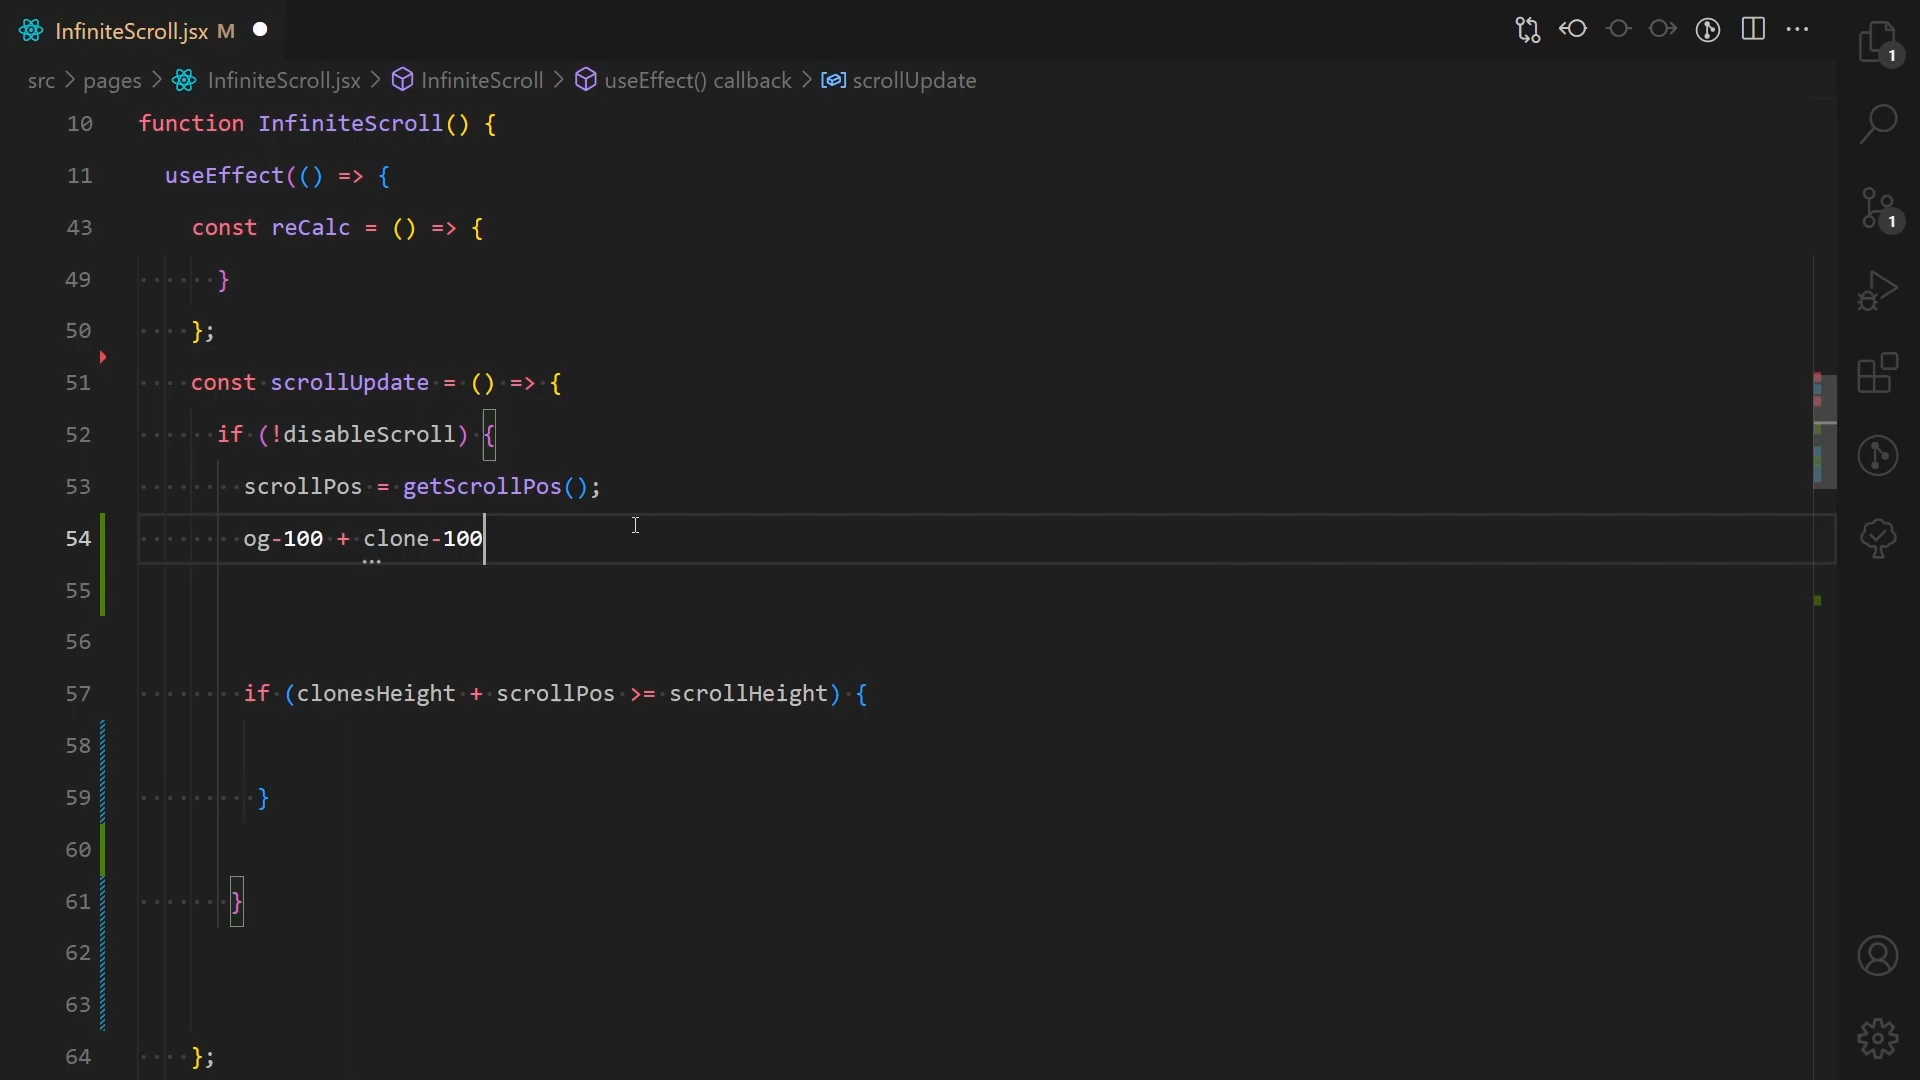 InfiniteScroll.jsx M
src > pages > InfiniteScroll.jsx > InfiniteScroll > useEffect() callback > scrollUpdate
1
10 function InfiniteScroll() {
11 useEffect(() => {
1
43 const reCalc = () => {
49 }
50 };
51 const scrollUpdate = () => {
52 if (!disableScroll) {
53 scrollPos = getScrollPos();
54 og-100 + clone-100
55
56
57 if (clonesHeight + scrollPos >= scrollHeight) {
58
59 }
60
61 }
62
63
64 };